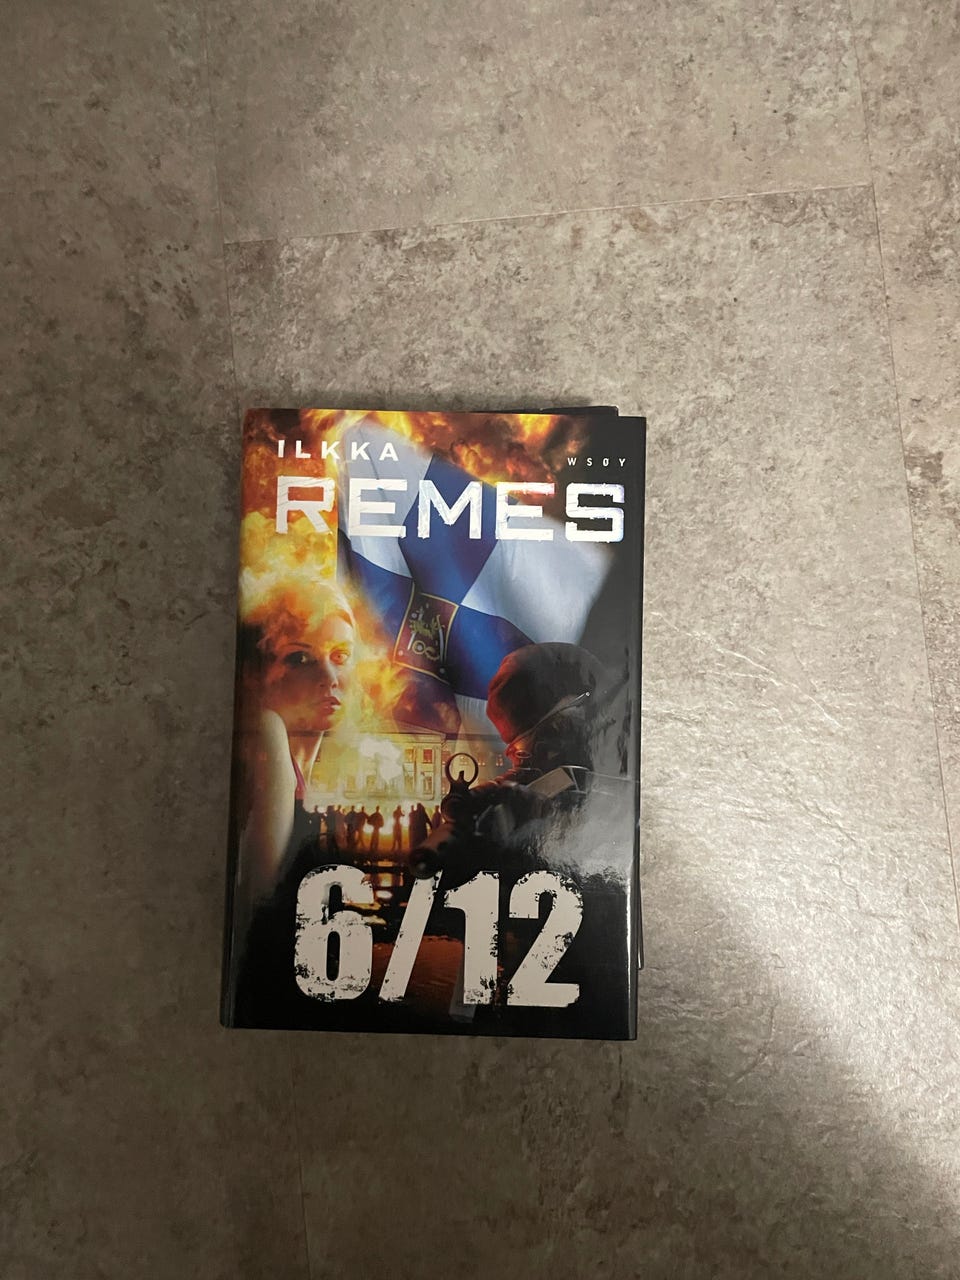 ILKKA
WSOY
REMES
6/12